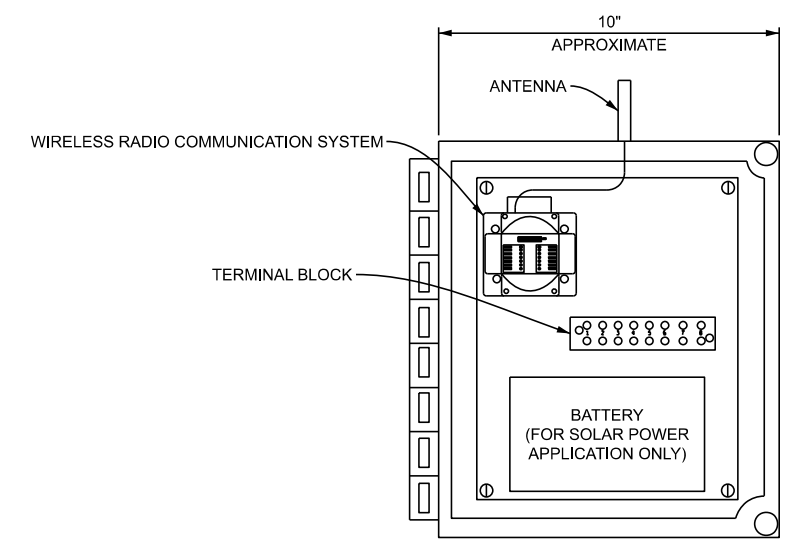 10"
APPROXIMATE
ANTENNA
WIRELESS RADIO COMMUNICATION SYSTEM
TERMINAL BLOCK
1 2 3 4 5 6 7 8
BATTERY
(FOR SOLAR POWER
APPLICATION ONLY)